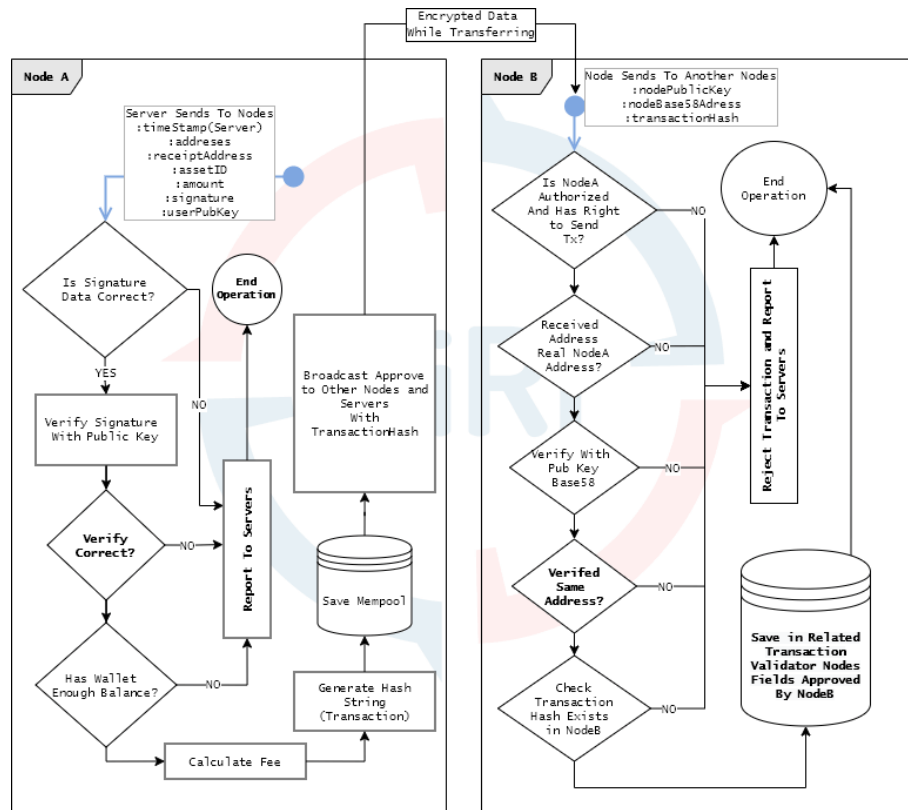 Encrypted Data
While Transferring
Node A
Server Sends To Nodes
:timeStamp(Server)
:addreses
:receiptAddress
:assetID
:amount
:signature
:userPubKey
Is Signature
Data Correct?
YES
NO
Verify Signature
With Public Key
Verify
Correct?
NO
Has Wallet
Enough Balance?
NO
Calculate Fee
End
Operation
Report To Servers
Broadcast Approve
to Other Nodes and
Servers
With
TransactionHash
Save Mempool
Generate Hash
String
(Transaction)
Node B
Node Sends To Another Nodes
:nodePublicKey
:nodeBase58Adress
:transactionHash
Is NodeA
Authorized
And Has Right
to Send
Tx?
NO
Received
Address
Real NodeA
Address?
NO
Verify With
Pub Key
Base58
NO
Verifed
Same
Address?
NO
Check
Transaction
Hash Exists
in NodeB
NO
End
Operation
Reject Transaction and Report
To Servers
Save in Related
Transaction
Validator Nodes
Fields Approved
By NodeB